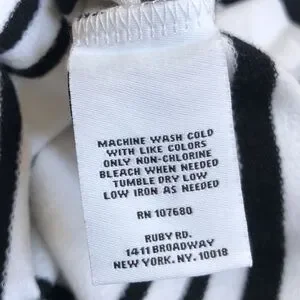 MACHINE WASH COLD
WITH LIKE COLORS
ONLY NON-CHLORINE
BLEACH WHEN NEEDED
TUMBLE DRY LOW
LOW IRON AS NEEDED
RN 107680
RUBY RD.
1411 BROADWAY
NEW YORK. N.Y. 10018